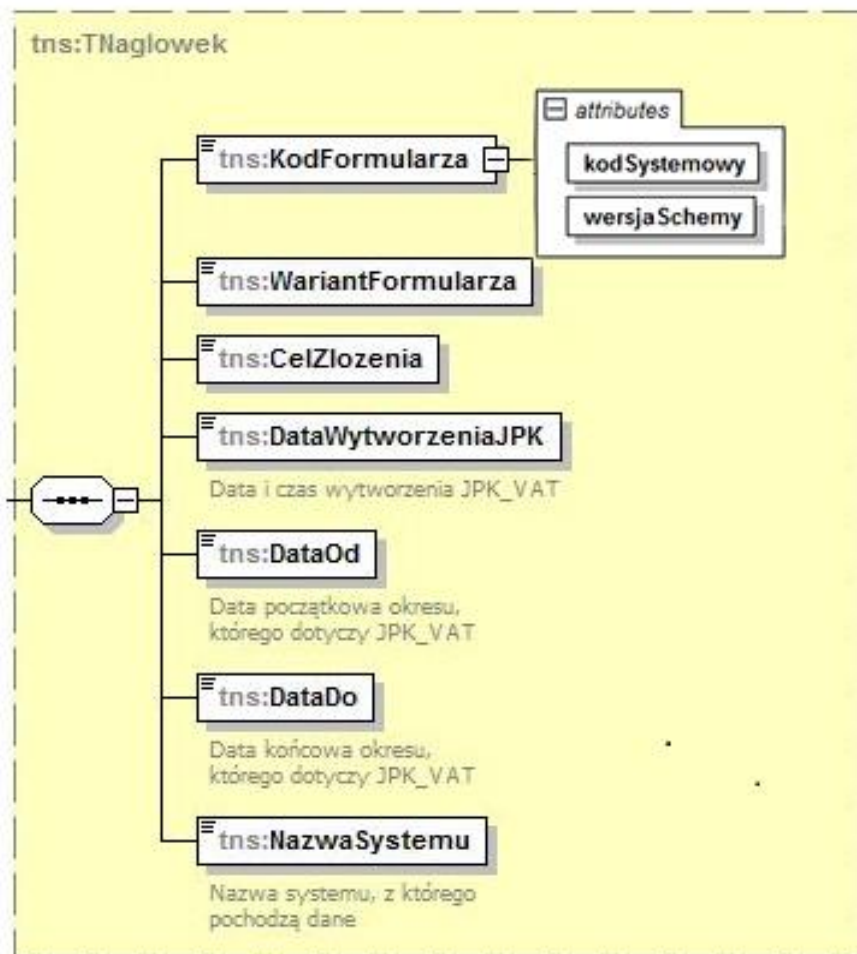 tns:TNaglowek
attributes
tns:KodFormularza
kodSystemowy
wersjaSchemy
tns:WariantFormularza
tns:CelZlozenia
tns:DataWytworzeniaJPK
Data i czas wytworzenia JPK_VAT
tns:DataOd
Data początkowa okresu,
którego dotyczy JPK_VAT
tns:DataDo
Data końcowa okresu,
którego dotyczy JPK_VAT
tns:NazwaSystemu
Nazwa systemu, z którego
pochodzą dane